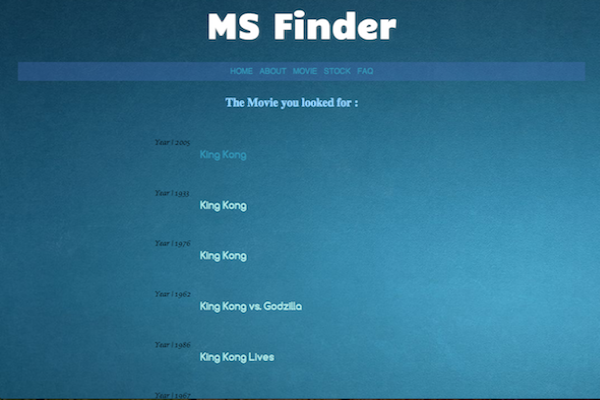 MS Finder
HOME ABOUT MOVIE STOCK FAQ
The Movie you looked for :
Year : 2005
King Kong
Year : 1933
King Kong
Year : 1976
King Kong
Year : 1962
King Kong vs. Godzilla
Year : 1986
King Kong Lives
Year : 1967